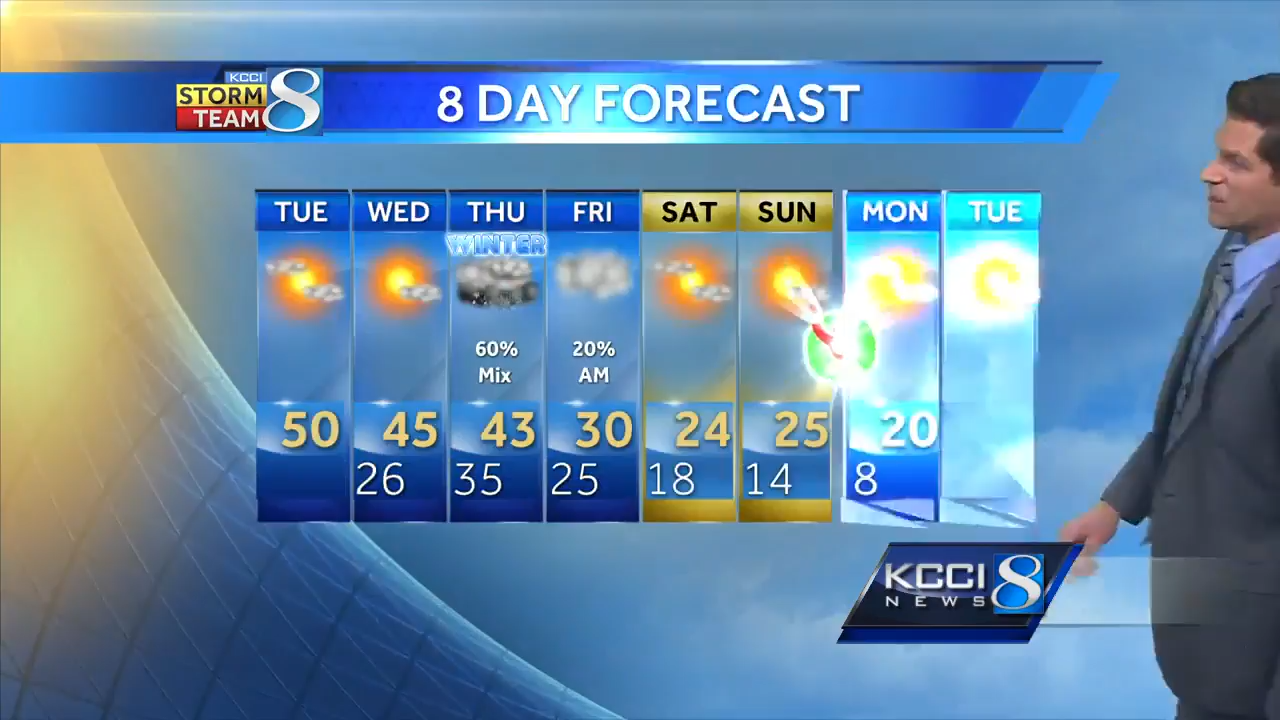 KCCI
STORM
TEAM
8
8 DAY FORECAST
TUE WED THU FRI SAT SUN MON TUE
WINTER
60% 20%
Mix AM
50 45 43 30 24 25 20
26 35 25 18 14 8
KCCI 8
NEWS